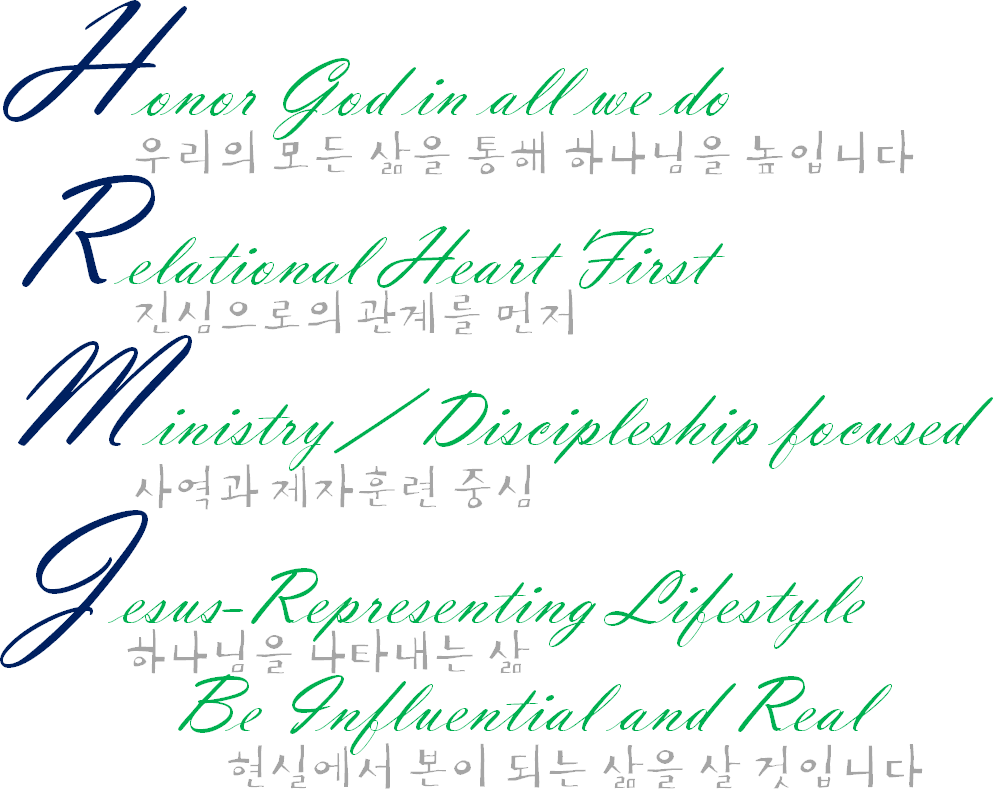 Honor God in all we do
우리의 모든 삶을 통해 하나님을 높입니다
Relational Heart First
진심으로의 관계를 먼저
Ministry / Discipleship focused
사역과 제자훈련 중심
Jesus-Representing Lifestyle
하나님을 나타내는 삶
Be Influential and Real
현실에서 본이 되는 삶을 살 것입니다